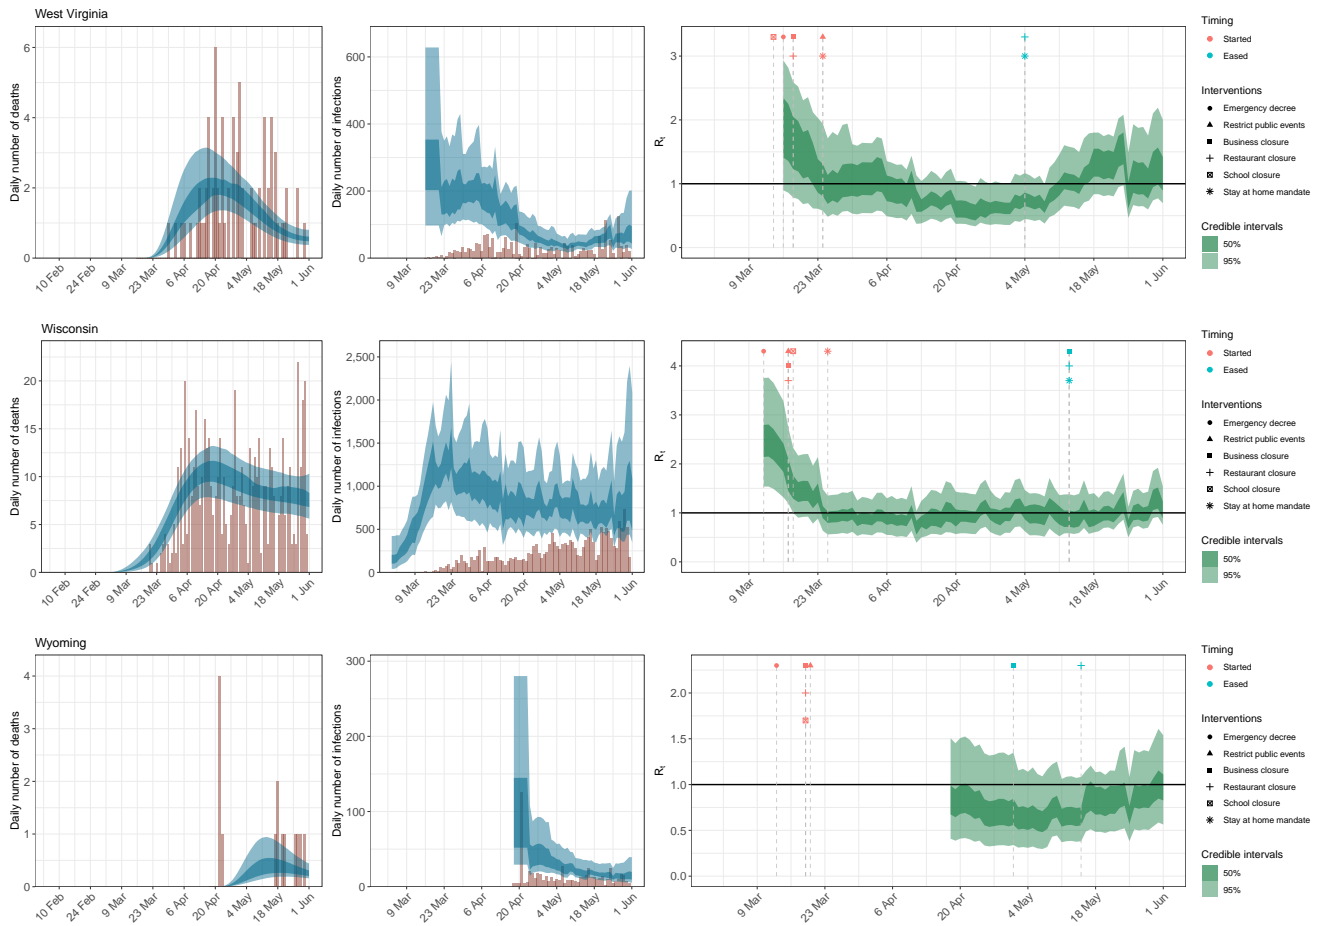 West Virginia
Daily number of deaths
0
2
4
6
10 Feb
24 Feb
9 Mar
23 Mar
6 Apr
20 Apr
4 May
18 May
1 Jun
Daily number of infections
0
200
400
600
9 Mar
23 Mar
6 Apr
20 Apr
4 May
18 May
1 Jun
Rt
0
1
2
3
9 Mar
23 Mar
6 Apr
20 Apr
4 May
18 May
1 Jun
Timing
Started
Eased
Interventions
Emergency decree
Restrict public events
Business closure
Restaurant closure
School closure
Stay at home mandate
Credible intervals
50%
95%
Wisconsin
Daily number of deaths
0
5
10
15
20
10 Feb
24 Feb
9 Mar
23 Mar
6 Apr
20 Apr
4 May
18 May
1 Jun
Daily number of infections
0
500
1,000
1,500
2,000
2,500
9 Mar
23 Mar
6 Apr
20 Apr
4 May
18 May
1 Jun
Rt
0
1
2
3
4
9 Mar
23 Mar
6 Apr
20 Apr
4 May
18 May
1 Jun
Timing
Started
Eased
Interventions
Emergency decree
Restrict public events
Business closure
Restaurant closure
School closure
Stay at home mandate
Credible intervals
50%
95%
Wyoming
Daily number of deaths
0
1
2
3
4
10 Feb
24 Feb
9 Mar
23 Mar
6 Apr
20 Apr
4 May
18 May
1 Jun
Daily number of infections
0
100
200
300
9 Mar
23 Mar
6 Apr
20 Apr
4 May
18 May
1 Jun
Rt
0.0
0.5
1.0
1.5
2.0
9 Mar
23 Mar
6 Apr
20 Apr
4 May
18 May
1 Jun
Timing
Started
Eased
Interventions
Emergency decree
Restrict public events
Business closure
Restaurant closure
School closure
Stay at home mandate
Credible intervals
50%
95%